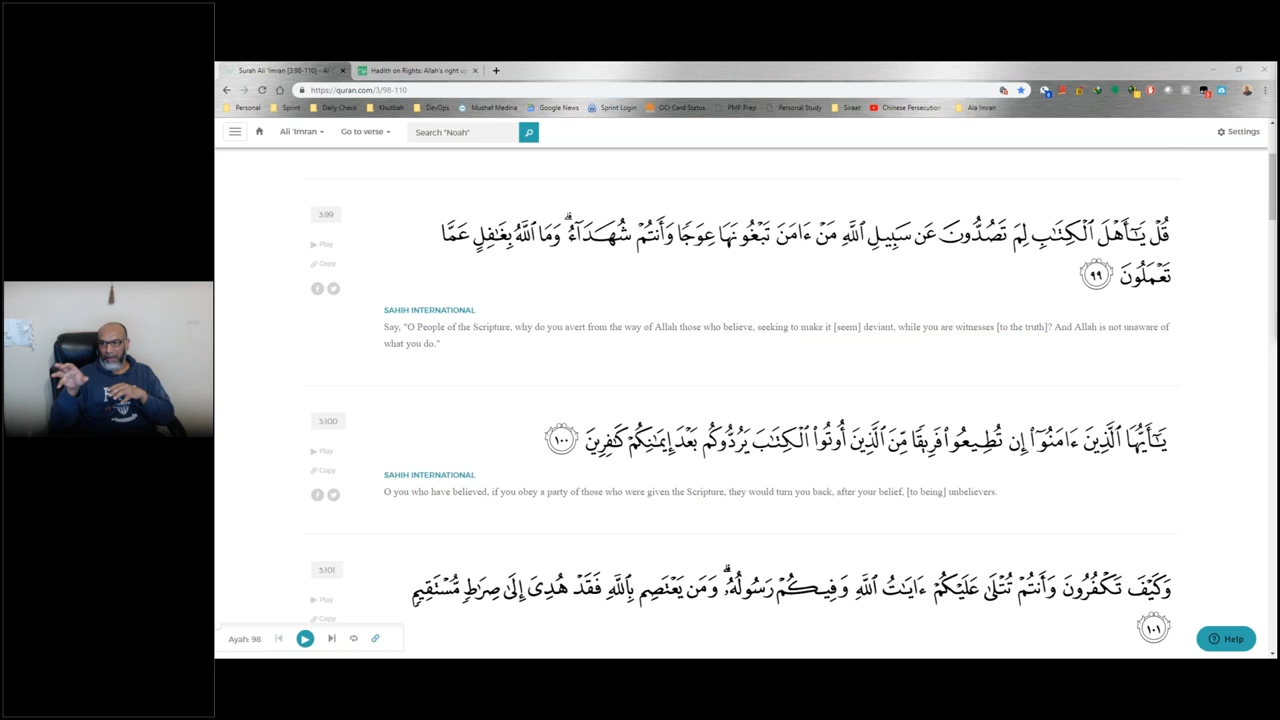 Surah Ali 'Imran [3:98-110] - Al
Hadith on Rights: Allah's right u
https://quran.com/3/98-110
Personal Sprint Daily Check Khutbah DevOps Mushaf Medina Google News Sprint Login OCI Card Status PMP Prep Personal Study Siraat Chinese Persecution Ala Imran
Ali 'Imran Go to verse Search "Noah" Settings
3:99
قُلْ يَـٰٓأَهْلَ ٱلْكِتَـٰبِ لِمَ تَصُدُّونَ عَن سَبِيلِ ٱللَّهِ مَنْ ءَامَنَ تَبْغُونَهَا عِوَجًا وَأَنتُمْ شُهَدَآءُ ۗ وَمَا ٱللَّهُ بِغَـٰفِلٍ عَمَّا
تَعْمَلُونَ ٩٩
Play
Copy
SAHIH INTERNATIONAL
Say, "O People of the Scripture, why do you avert from the way of Allah those who believe, seeking to make it [seem] deviant, while you are witnesses [to the truth]? And Allah is not unaware of
what you do."
3:100
يَـٰٓأَيُّهَا ٱلَّذِينَ ءَامَنُوٓا۟ إِن تُطِيعُوا۟ فَرِيقًا مِّنَ ٱلَّذِينَ أُوتُوا۟ ٱلْكِتَـٰبَ يَرُدُّوكُم بَعْدَ إِيمَـٰنِكُمْ كَـٰفِرِينَ ١٠٠
Play
Copy
SAHIH INTERNATIONAL
O you who have believed, if you obey a party of those who were given the Scripture, they would turn you back, after your belief, [to being] unbelievers.
3:101
وَكَيْفَ تَكْفُرُونَ وَأَنتُمْ تُتْلَىٰ عَلَيْكُمْ ءَايَـٰتُ ٱللَّهِ وَفِيكُمْ رَسُولُهُۥ ۗ وَمَن يَعْتَصِم بِٱللَّهِ فَقَدْ هُدِىَ إِلَىٰ صِرَٰطٍ مُّسْتَقِيمٍ
١٠١
Play
Copy
Ayah: 98
Help